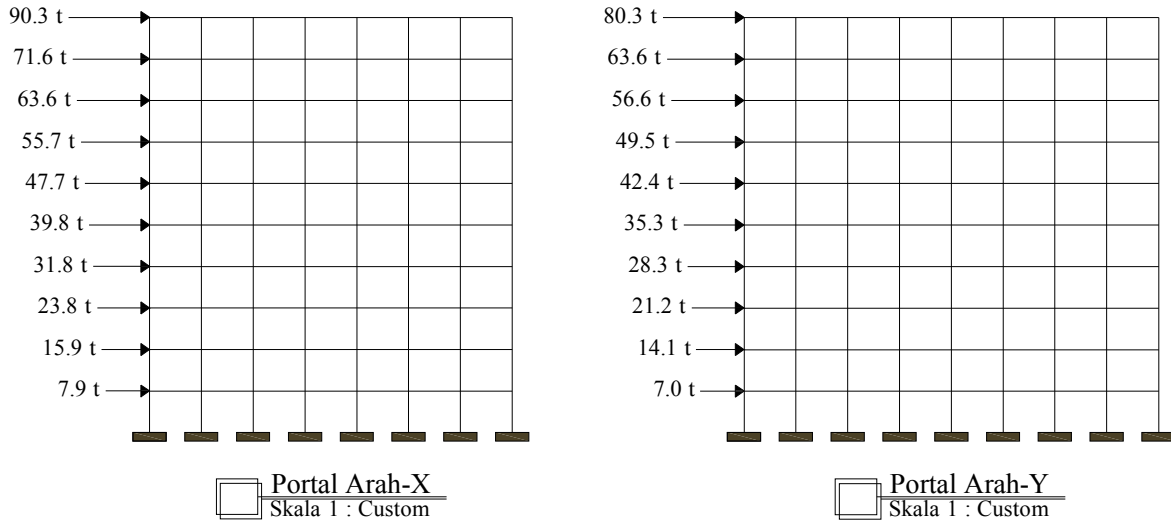 90.3 t
71.6 t
63.6 t
55.7 t
47.7 t
39.8 t
31.8 t
23.8 t
15.9 t
7.9 t
Portal Arah-X
Skala 1 : Custom
80.3 t
63.6 t
56.6 t
49.5 t
42.4 t
35.3 t
28.3 t
21.2 t
14.1 t
7.0 t
Portal Arah-Y
Skala 1 : Custom